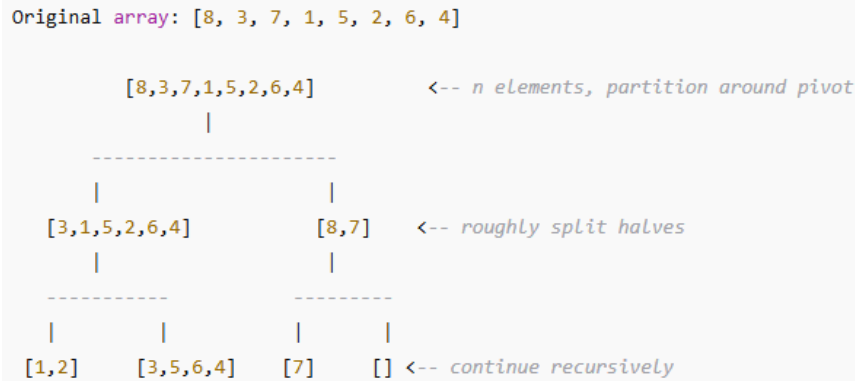 Original array: [8, 3, 7, 1, 5, 2, 6, 4]
[8,3,7,1,5,2,6,4] <-- n elements, partition around pivot
|
----------------------
| |
[3,1,5,2,6,4] [8,7] <-- roughly split halves
| |
----------- ---------
| | | |
[1,2] [3,5,6,4] [7] [] <-- continue recursively